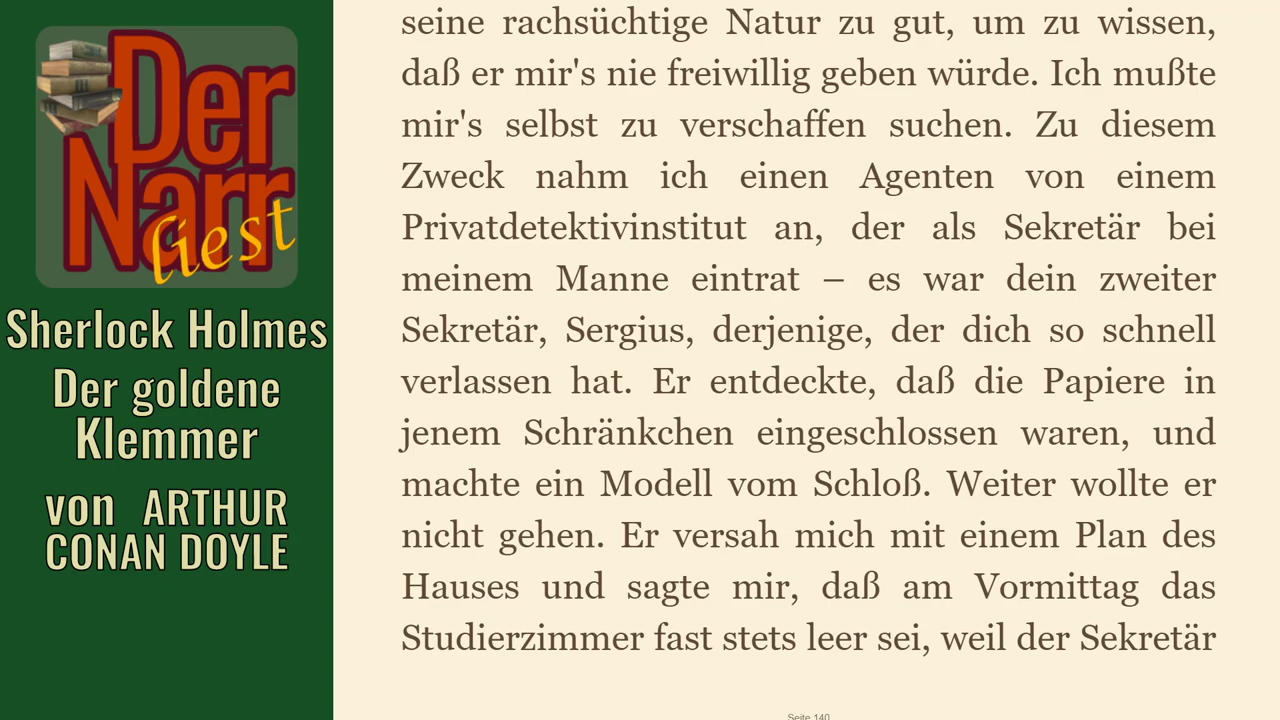 Der
Narr
liest
Sherlock Holmes
Der goldene
Klemmer
von ARTHUR
CONAN DOYLE
seine rachsüchtige Natur zu gut, um zu wissen,
daß er mir's nie freiwillig geben würde. Ich mußte
mir's selbst zu verschaffen suchen. Zu diesem
Zweck nahm ich einen Agenten von einem
Privatdetektivinstitut an, der als Sekretär bei
meinem Manne eintrat – es war dein zweiter
Sekretär, Sergius, derjenige, der dich so schnell
verlassen hat. Er entdeckte, daß die Papiere in
jenem Schränkchen eingeschlossen waren, und
machte ein Modell vom Schloß. Weiter wollte er
nicht gehen. Er versah mich mit einem Plan des
Hauses und sagte mir, daß am Vormittag das
Studierzimmer fast stets leer sei, weil der Sekretär
Seite 140